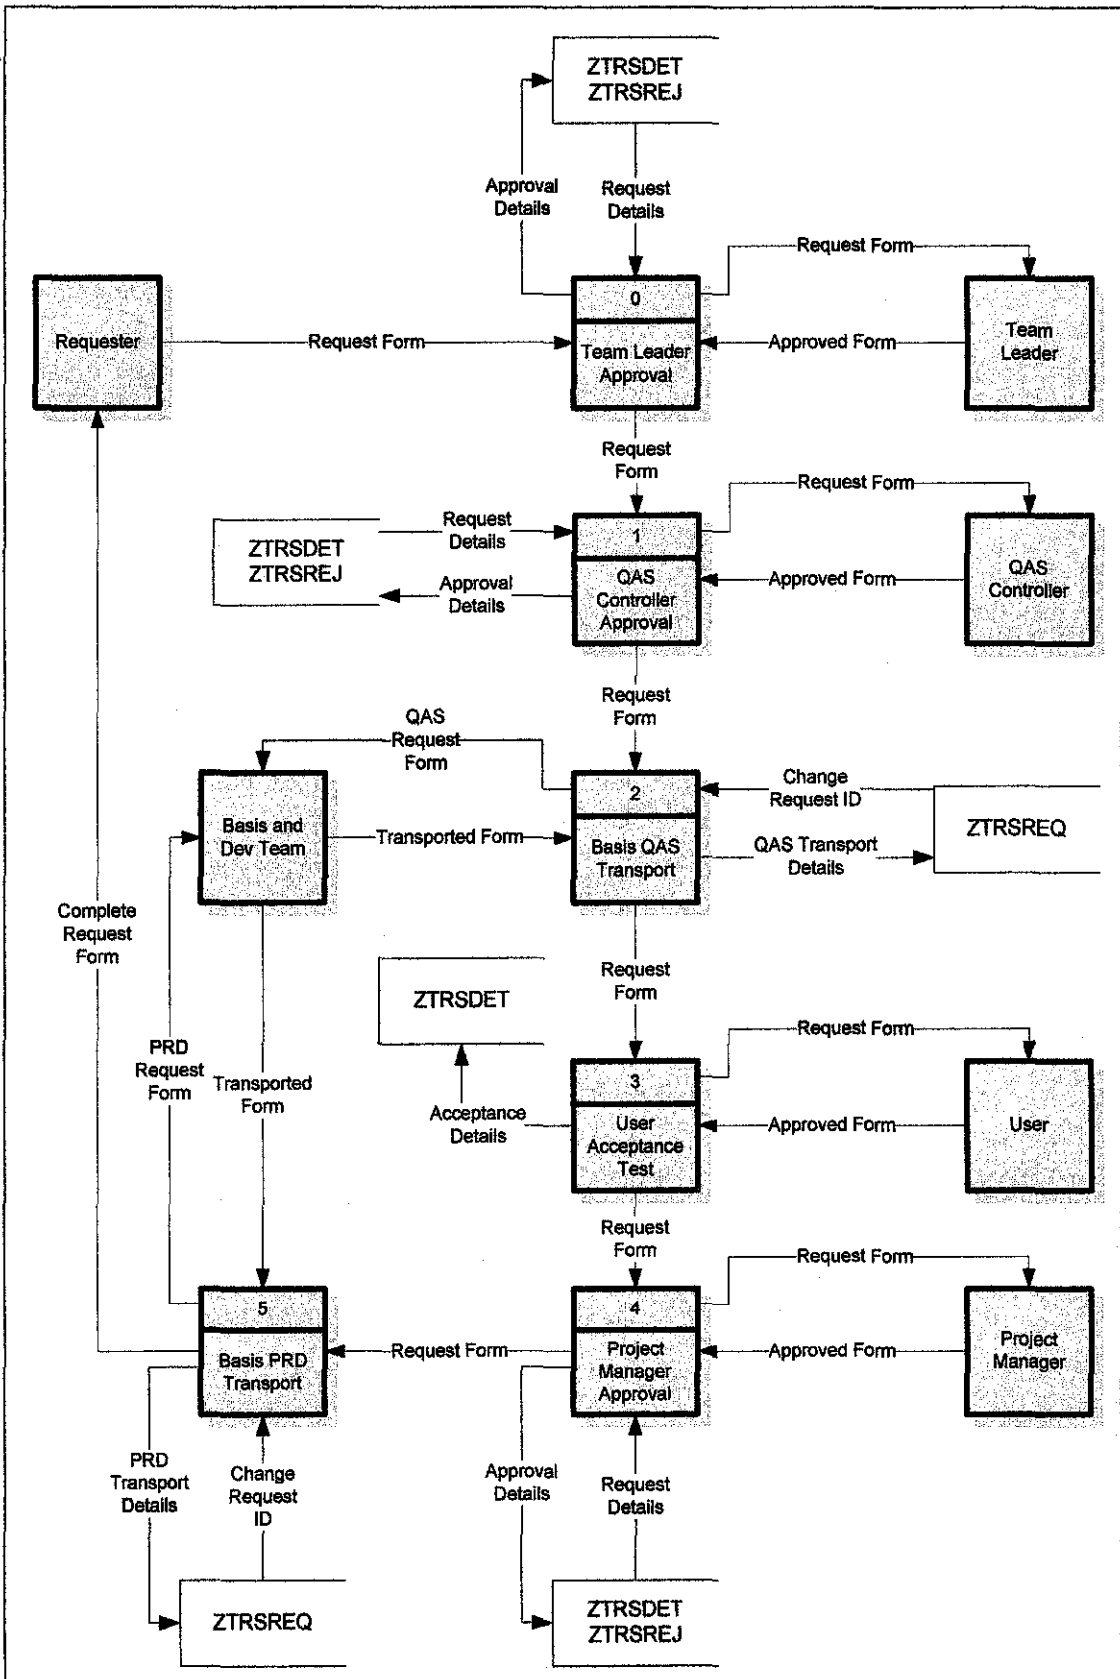 ZTRSDET
ZTRSREJ
Approval
Details
Request
Details
Request Form
0
Requester
Request Form
Team Leader
Approval
Approved Form
Team
Leader
Request
Form
Request Form
Request
Details
1
ZTRSDET
ZTRSREJ
Approval
Details
QAS
Controller
Approval
Approved Form
QAS
Controller
Request
Form
QAS
Request
Form
2
Change
Request ID
Basis and
Dev Team
Transported Form
Basis QAS
Transport
QAS Transport
Details
ZTRSREQ
Complete
Request
Form
Request
Form
ZTRSDET
Request Form
PRD
Request
Form
Transported
Form
3
Acceptance
Details
User
Acceptance
Test
Approved Form
User
Request
Form
Request Form
5
4
Basis PRD
Transport
Request Form
Project
Manager
Approval
Approved Form
Project
Manager
PRD
Transport
Details
Change
Request
ID
Approval
Details
Request
Details
ZTRSREQ
ZTRSDET
ZTRSREJ